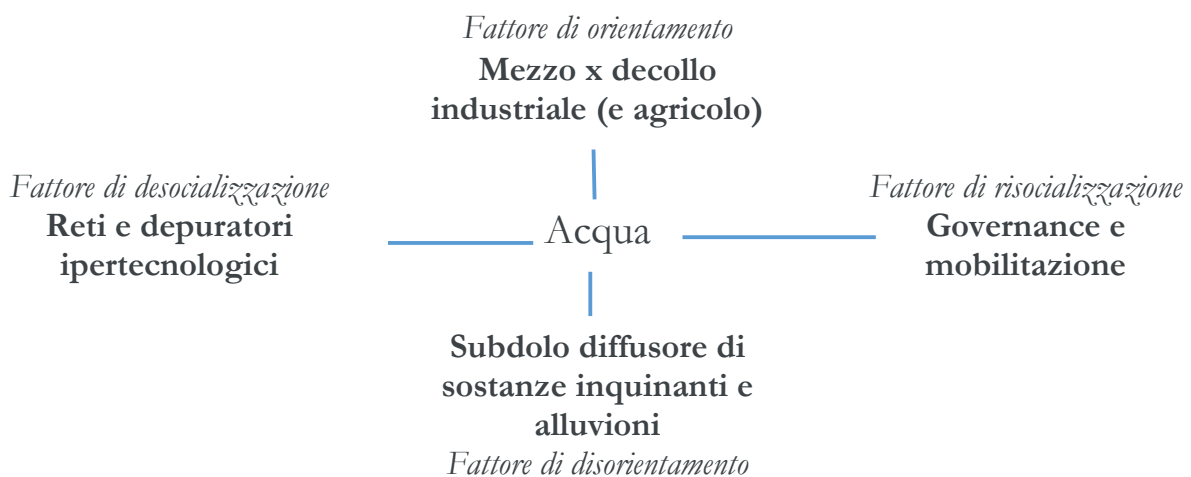 Fattore di orientamento
Mezzo x decollo
industriale (e agricolo)
Fattore di desocializzazione
Reti e depuratori
ipertecnologici
Acqua
Fattore di risocializzazione
Governance e
mobilitazione
Subdolo diffusore di
sostanze inquinanti e
alluvioni
Fattore di disorientamento